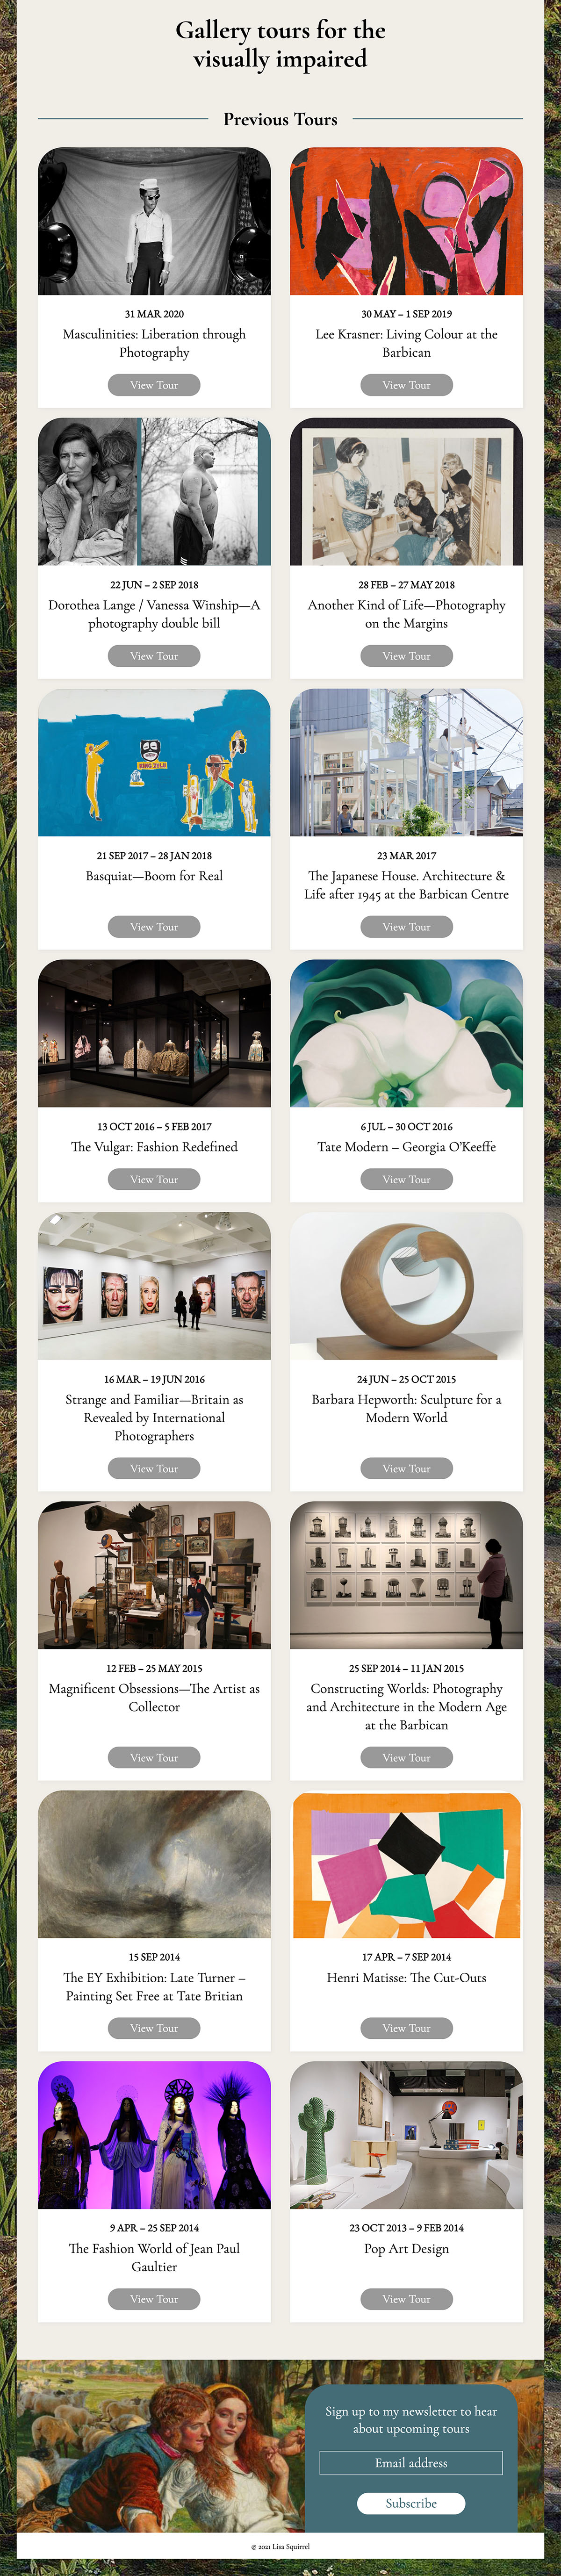 Gallery tours for the
visually impaired
Previous Tours
31 MAR 2020
Masculinities: Liberation through
Photography
View Tour
30 MAY – 1 SEP 2019
Lee Krasner: Living Colour at the
Barbican
View Tour
22 JUN – 2 SEP 2018
Dorothea Lange / Vanessa Winship—A
photography double bill
View Tour
28 FEB – 27 MAY 2018
Another Kind of Life—Photography
on the Margins
View Tour
21 SEP 2017 – 28 JAN 2018
Basquiat—Boom for Real
View Tour
23 MAR 2017
The Japanese House. Architecture &
Life after 1945 at the Barbican Centre
View Tour
13 OCT 2016 – 5 FEB 2017
The Vulgar: Fashion Redefined
View Tour
6 JUL – 30 OCT 2016
Tate Modern – Georgia O'Keeffe
View Tour
16 MAR – 19 JUN 2016
Strange and Familiar—Britain as
Revealed by International
Photographers
View Tour
24 JUN – 25 OCT 2015
Barbara Hepworth: Sculpture for a
Modern World
View Tour
12 FEB – 25 MAY 2015
Magnificent Obsessions—The Artist as
Collector
View Tour
25 SEP 2014 – 11 JAN 2015
Constructing Worlds: Photography
and Architecture in the Modern Age
at the Barbican
View Tour
15 SEP 2014
The EY Exhibition: Late Turner –
Painting Set Free at Tate Britian
View Tour
17 APR – 7 SEP 2014
Henri Matisse: The Cut-Outs
View Tour
9 APR – 25 SEP 2014
The Fashion World of Jean Paul
Gaultier
View Tour
23 OCT 2013 – 9 FEB 2014
Pop Art Design
View Tour
Sign up to my newsletter to hear
about upcoming tours
Email address
Subscribe
© 2021 Lisa Squirrel